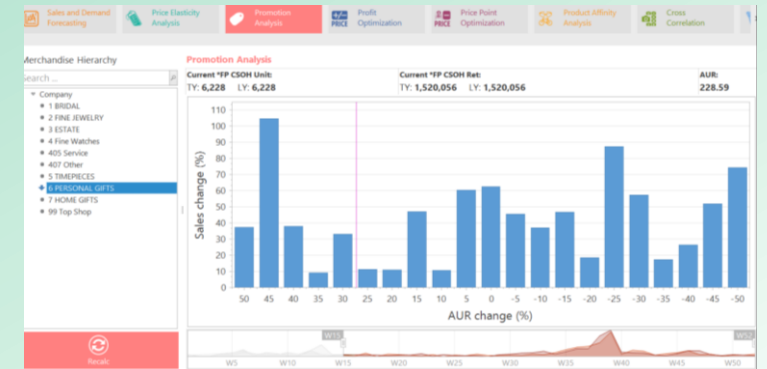 Sales and Demand
Forecasting
Price Elasticity
Analysis
Promotion
Analysis
PRICE
Profit
Optimization
PRICE
Price Point
Optimization
Product Affinity
Analysis
Cross
Correlation
Merchandise Hierarchy
Search ...
Company
1 BRIDAL
2 FINE JEWELRY
3 ESTATE
4 Fine Watches
405 Service
407 Other
5 TIMEPIECES
6 PERSONAL GIFTS
7 HOME GIFTS
99 Top Shop
Recalc
Promotion Analysis
Current *FP CSOH Unit:
TY: 6,228 LY: 6,228
Current *FP CSOH Ret:
TY: 1,520,056 LY: 1,520,056
AUR:
228.59
Sales change (%)
110
100
90
80
70
60
50
40
30
20
10
0
50 45 40 35 30 25 20 15 10 5 0 -5 -10 -15 -20 -25 -30 -35 -40 -45 -50
AUR change (%)
W15 W52
W5 W10 W15 W20 W25 W30 W35 W40 W45 W50